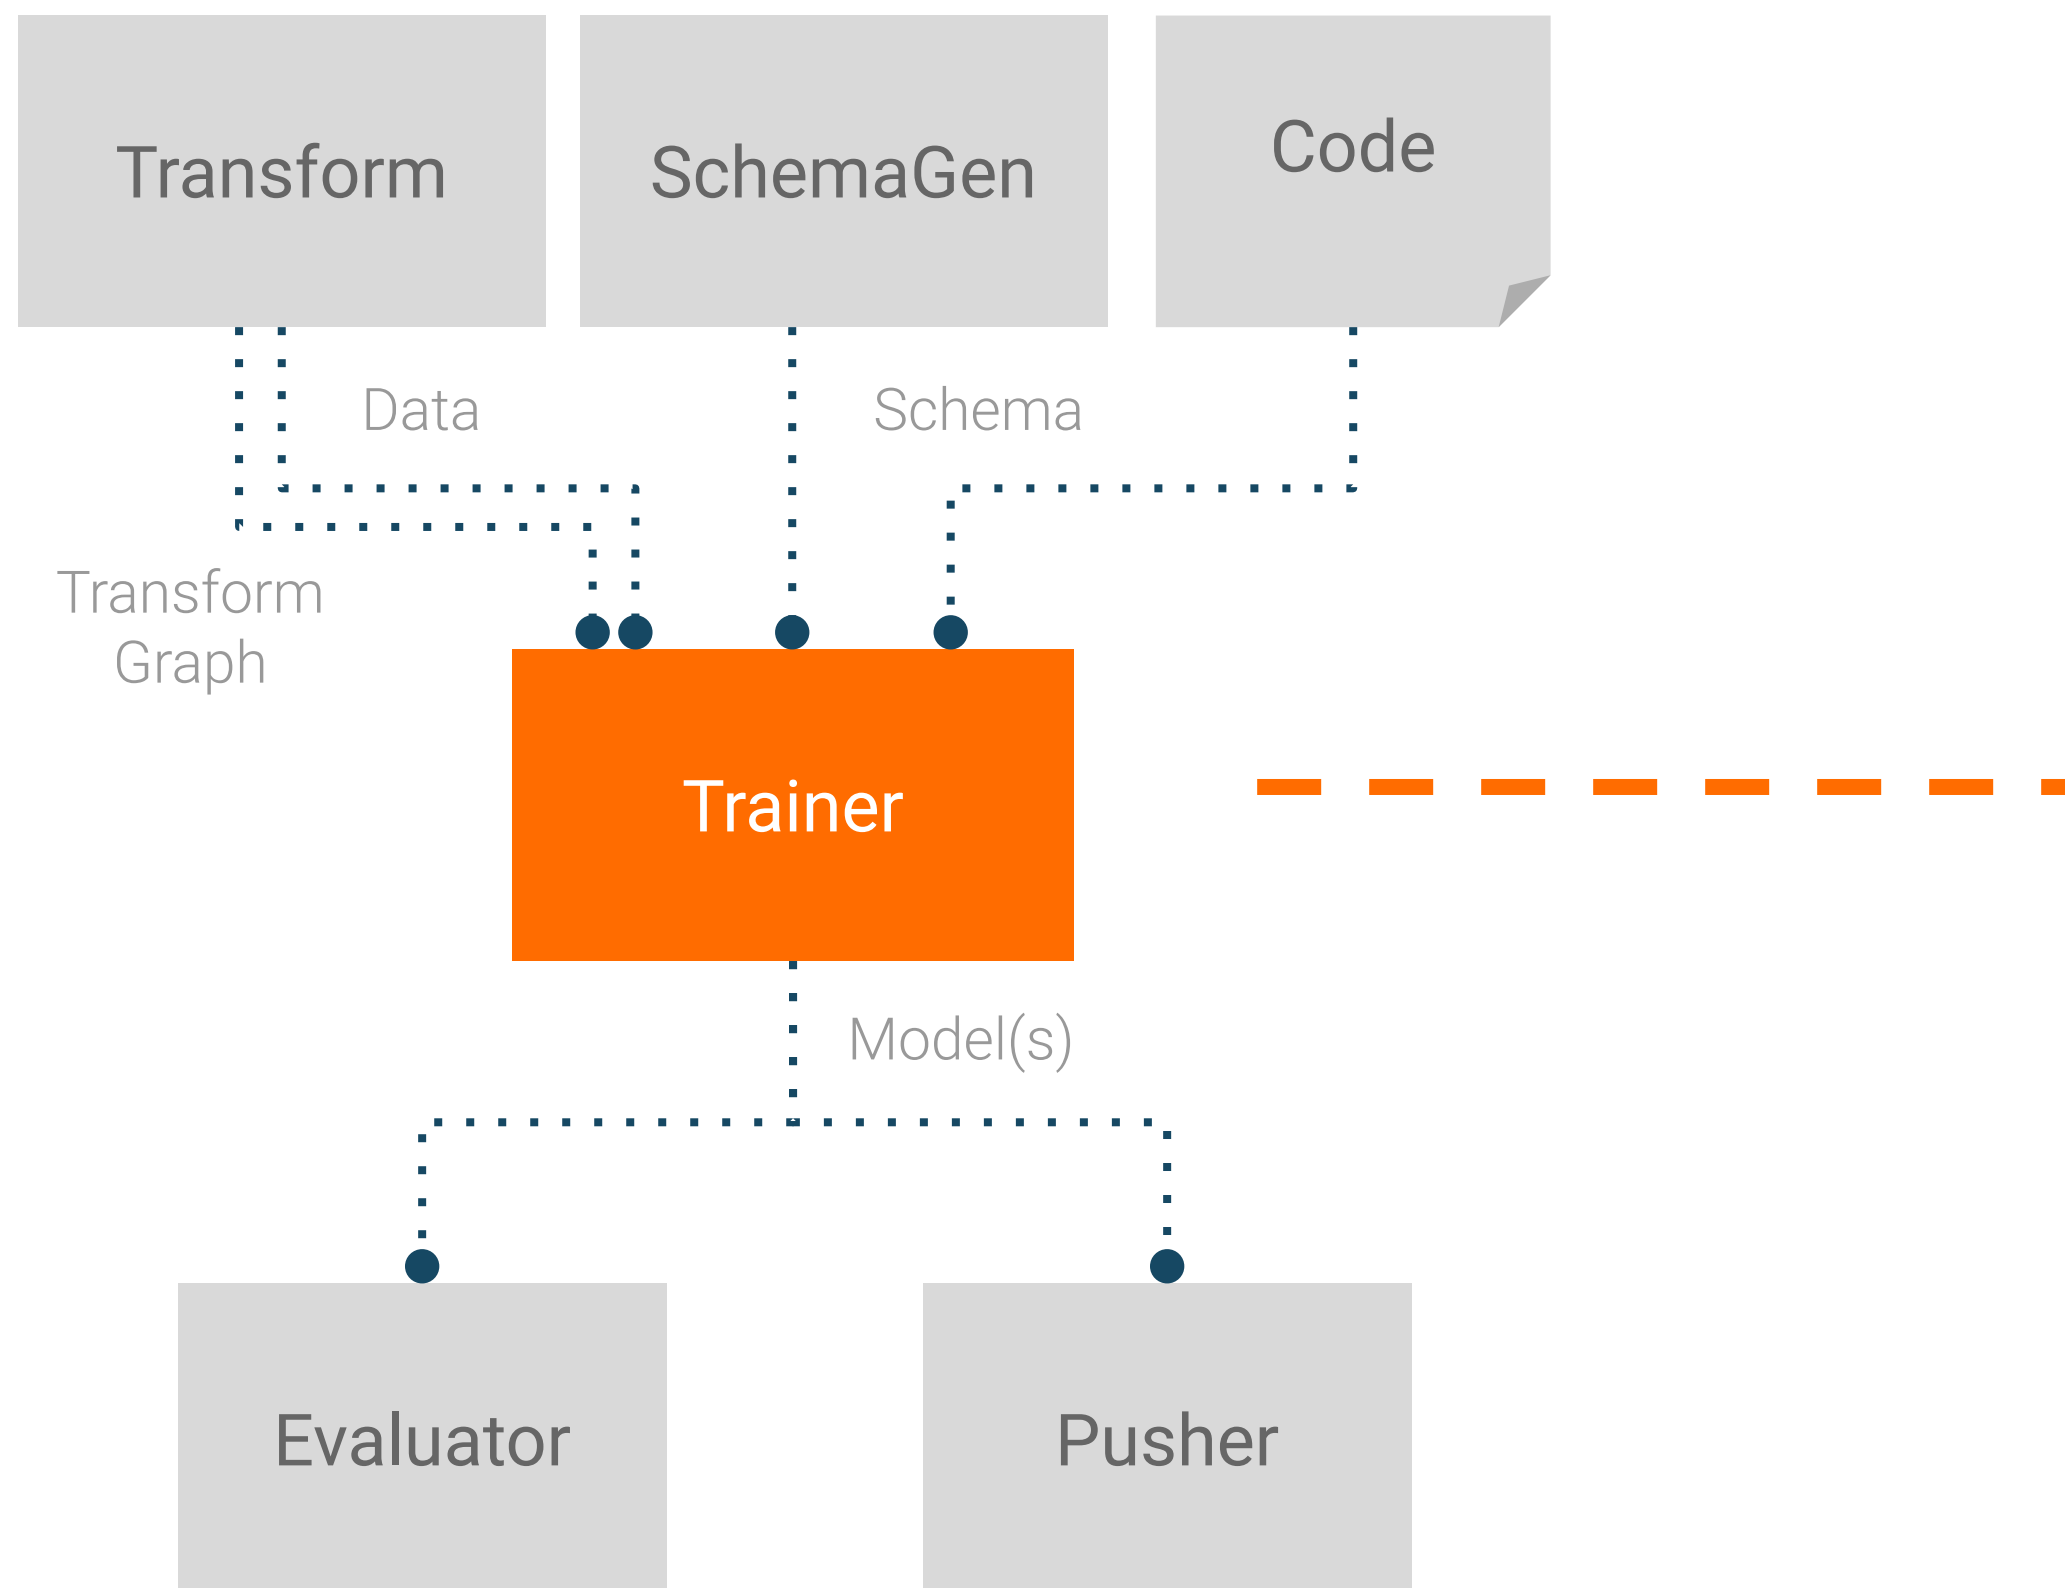 Transform
SchemaGen
Code
Data
Schema
Transform
Graph
Trainer
Model(s)
Evaluator
Pusher